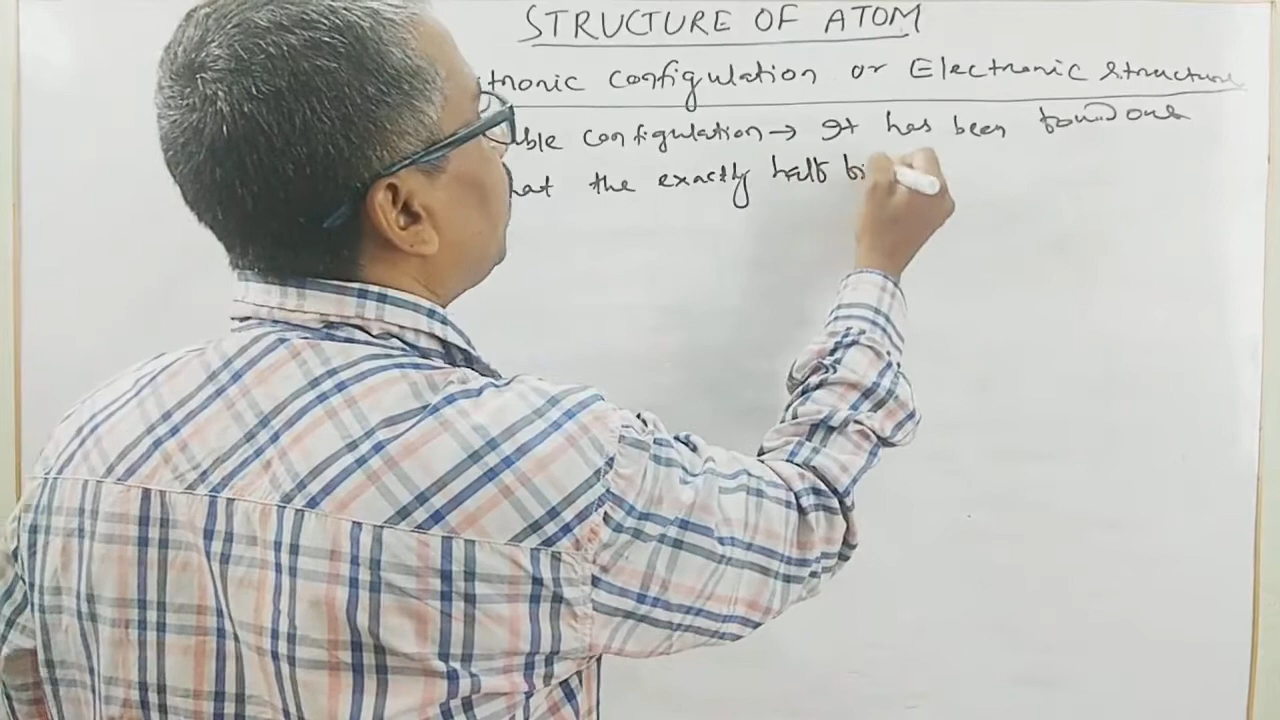 STRUCTURE OF ATOM
tronic Configulation or Electronic Structure
ble configulation → It has been found out
hat the exactly half bi